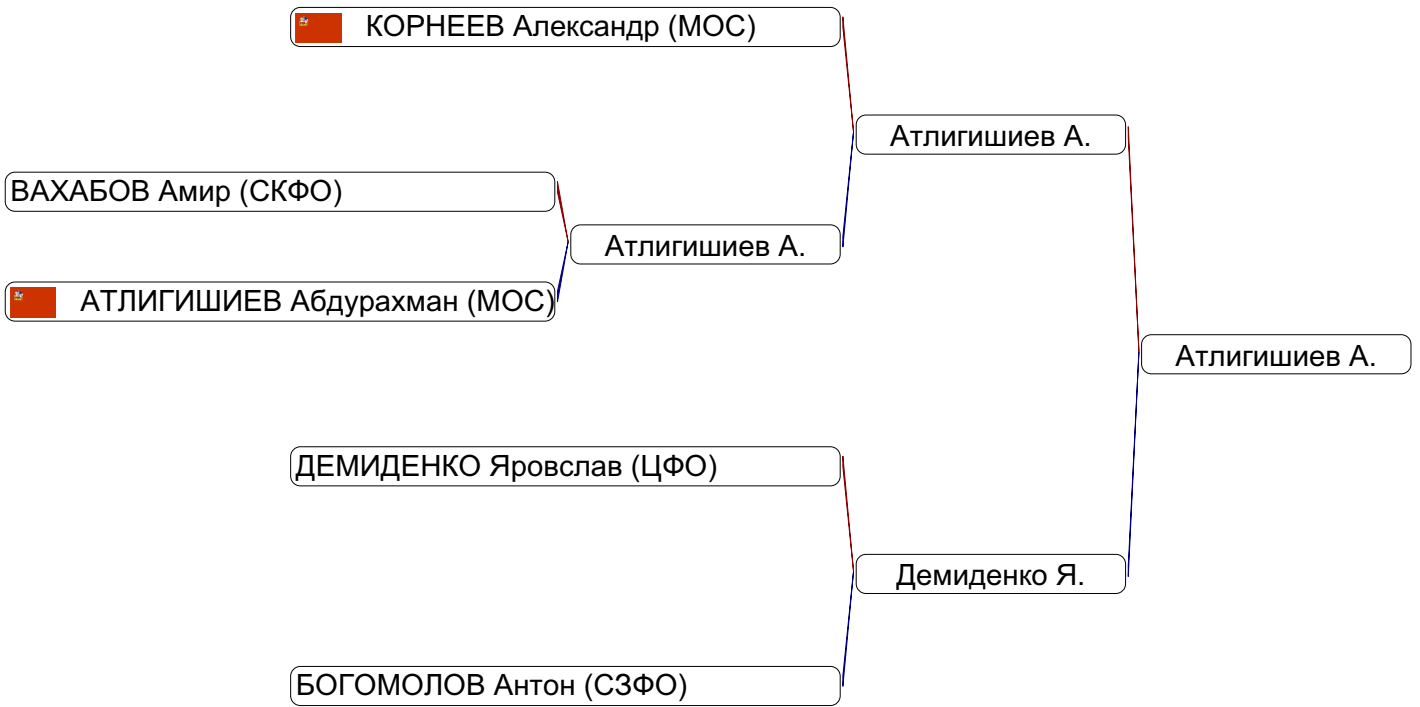 КОРНЕЕВ Александр (МОС)
Атлигишиев А.
ВАХАБОВ Амир (СКФО)
Атлигишиев А.
АТЛИГИШИЕВ Абдурахман (МОС)
Атлигишиев А.
ДЕМИДЕНКО Яровслав (ЦФО)
Демиденко Я.
БОГОМОЛОВ Антон (СЗФО)